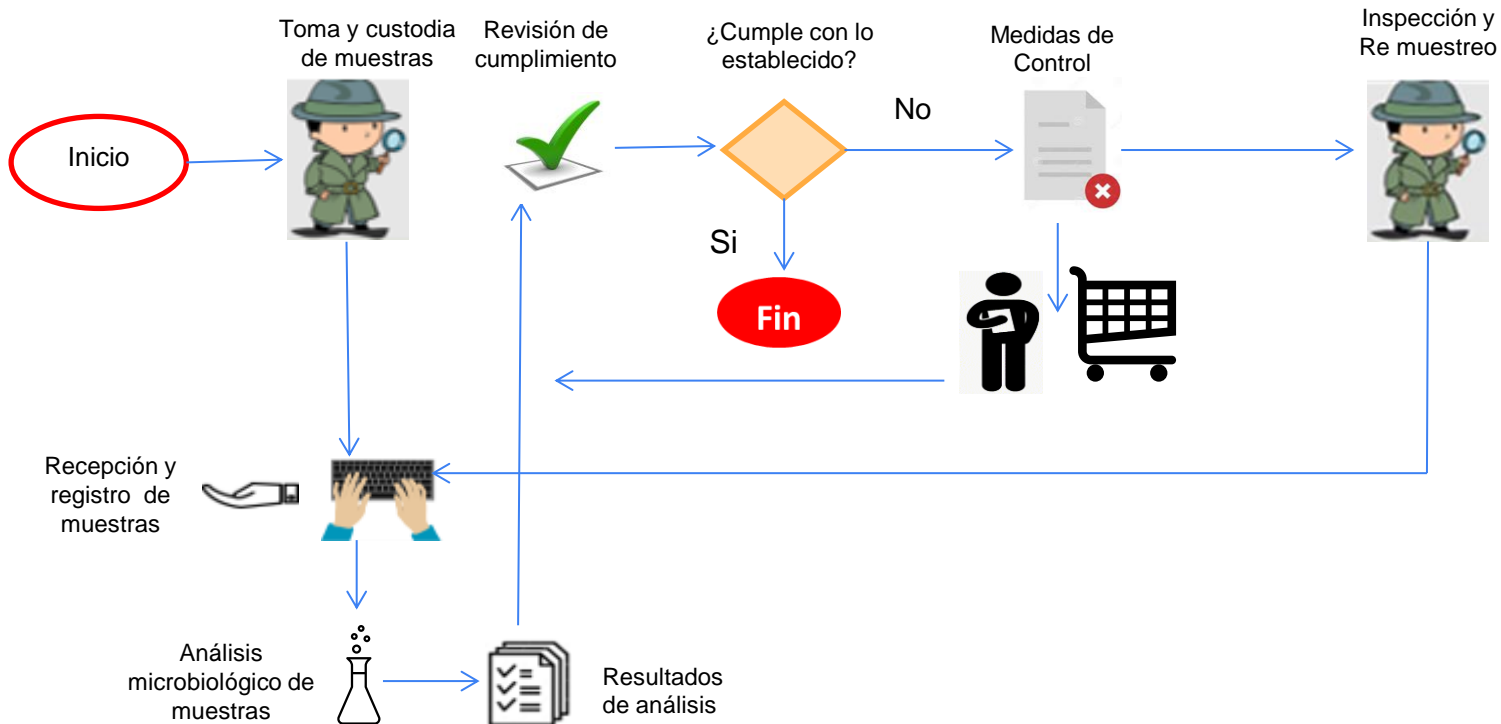 Inicio
Toma y custodia
de muestras
Revisión de
cumplimiento
¿Cumple con lo
establecido?
No
Si
Fin
Medidas de
Control
Inspección y
Re muestreo
Recepción y
registro de
muestras
Análisis
microbiológico de
muestras
Resultados
de análisis